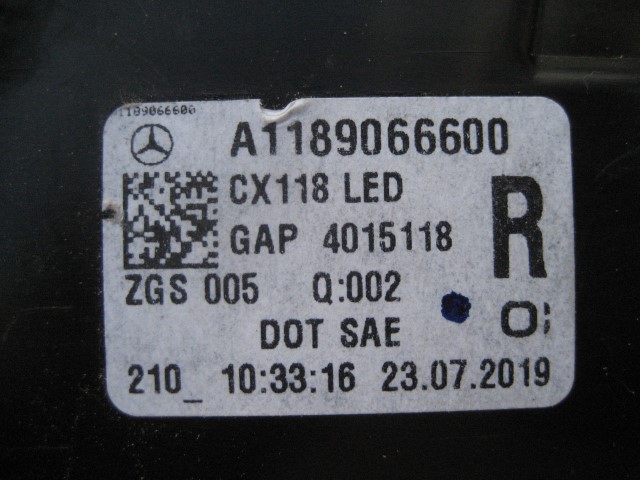 1189066600
A1189066600
CX118 LED
GAP 4015118
R
ZGS 005 Q:002
DOT SAE
210_ 10:33:16 23.07.2019